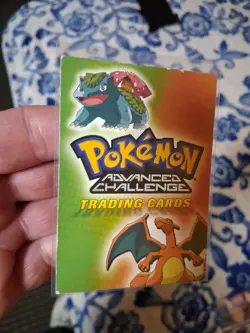 POKéMON
ADVANCED
CHALLENGE
TRADING CARDS